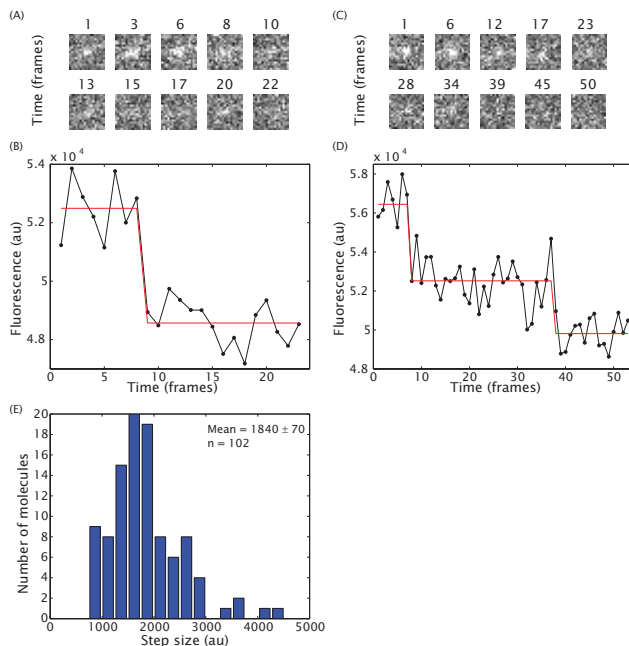 (A)
1 3 6 8 10
Time (frames)
13 15 17 20 22
(C)
1 6 12 17 23
Time (frames)
28 34 39 45 50
(B)
x 10⁴
5.4
5.2
5
4.8
Fluorescence (au)
0 5 10 15 20
Time (frames)
(D)
x 10⁴
5.8
5.6
5.4
5.2
5
4.8
Fluorescence (au)
0 10 20 30 40 50
Time (frames)
(E)
20
18
16
14
12
10
8
6
4
2
0
Number of molecules
Mean = 1840 ± 70
n = 102
0 1000 2000 3000 4000 5000
Step size (au)